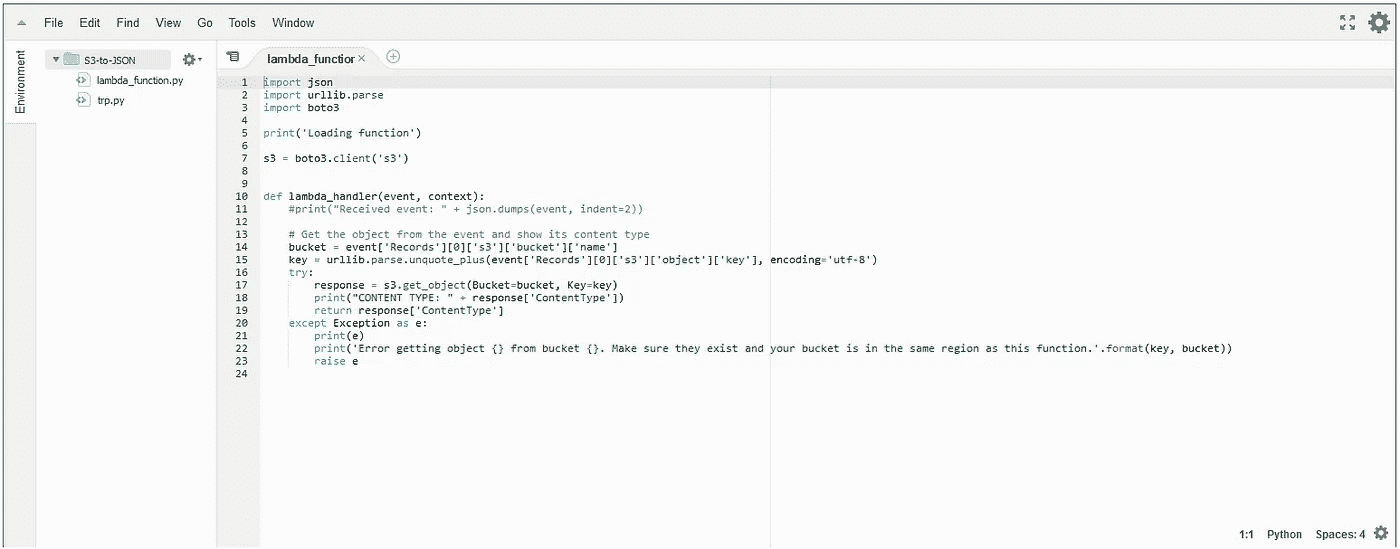 File Edit Find View Go Tools Window
Environment
S3-to-JSON
lambda_function.py
trp.py
lambda_functior
1 import json
2 import urllib.parse
3 import boto3
4
5 print('Loading function')
6
7 s3 = boto3.client('s3')
8
9
10 def lambda_handler(event, context):
11     #print("Received event: " + json.dumps(event, indent=2))
12
13     # Get the object from the event and show its content type
14     bucket = event['Records'][0]['s3']['bucket']['name']
15     key = urllib.parse.unquote_plus(event['Records'][0]['s3']['object']['key'], encoding='utf-8')
16     try:
17         response = s3.get_object(Bucket=bucket, Key=key)
18         print("CONTENT TYPE: " + response['ContentType'])
19         return response['ContentType']
20     except Exception as e:
21         print(e)
22         print('Error getting object {} from bucket {}. Make sure they exist and your bucket is in the same region as this function.'.format(key, bucket))
23         raise e
24
1:1 Python Spaces: 4